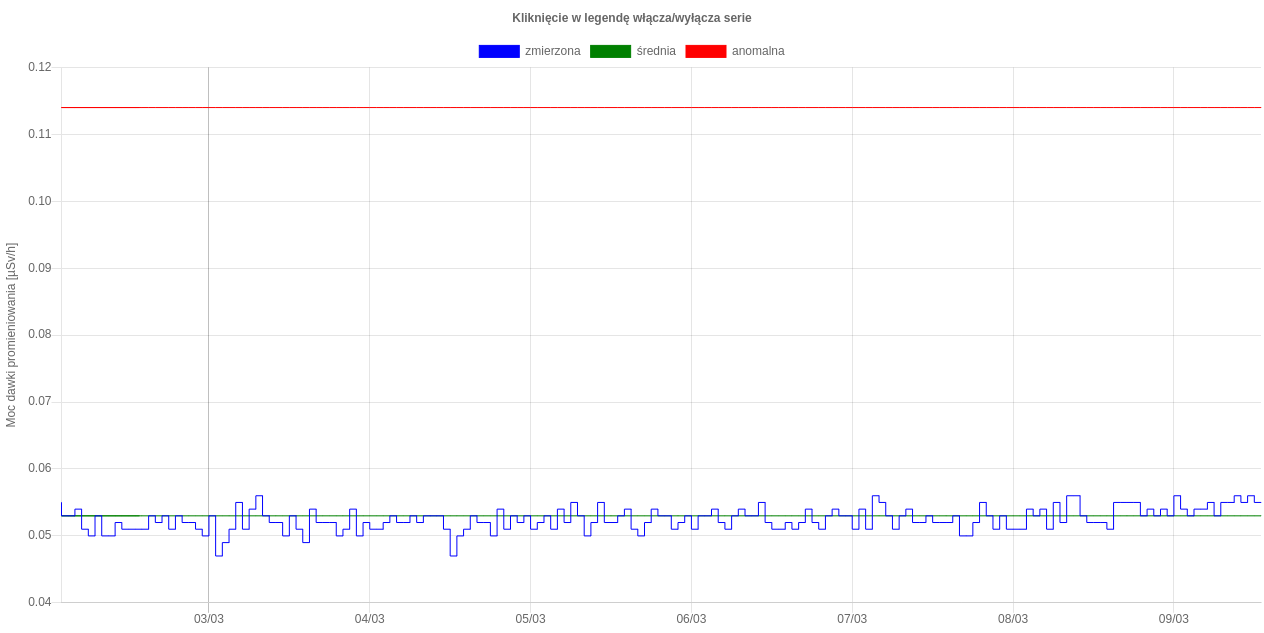 Kliknięcie w legendę włącza/wyłącza serie
zmierzona średnia anomalna
Moc dawki promieniowania [µSv/h]
0.12
0.11
0.10
0.09
0.08
0.07
0.06
0.05
0.04
03/03 04/03 05/03 06/03 07/03 08/03 09/03